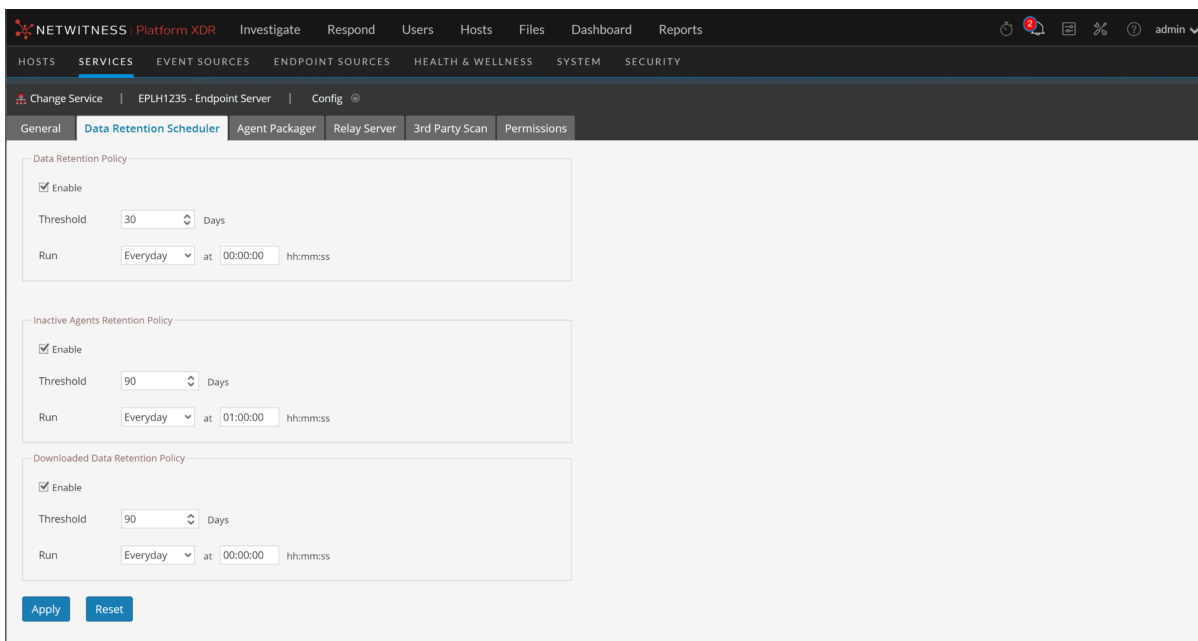 NETWITNESS | Platform XDR Investigate Respond Users Hosts Files Dashboard Reports 2 admin
HOSTS SERVICES EVENT SOURCES ENDPOINT SOURCES HEALTH & WELLNESS SYSTEM SECURITY
Change Service | EPLH1235 - Endpoint Server | Config
General Data Retention Scheduler Agent Packager Relay Server 3rd Party Scan Permissions
Data Retention Policy
Enable
Threshold 30 Days
Run Everyday at 00:00:00 hh:mm:ss
Inactive Agents Retention Policy
Enable
Threshold 90 Days
Run Everyday at 01:00:00 hh:mm:ss
Downloaded Data Retention Policy
Enable
Threshold 90 Days
Run Everyday at 00:00:00 hh:mm:ss
Apply Reset